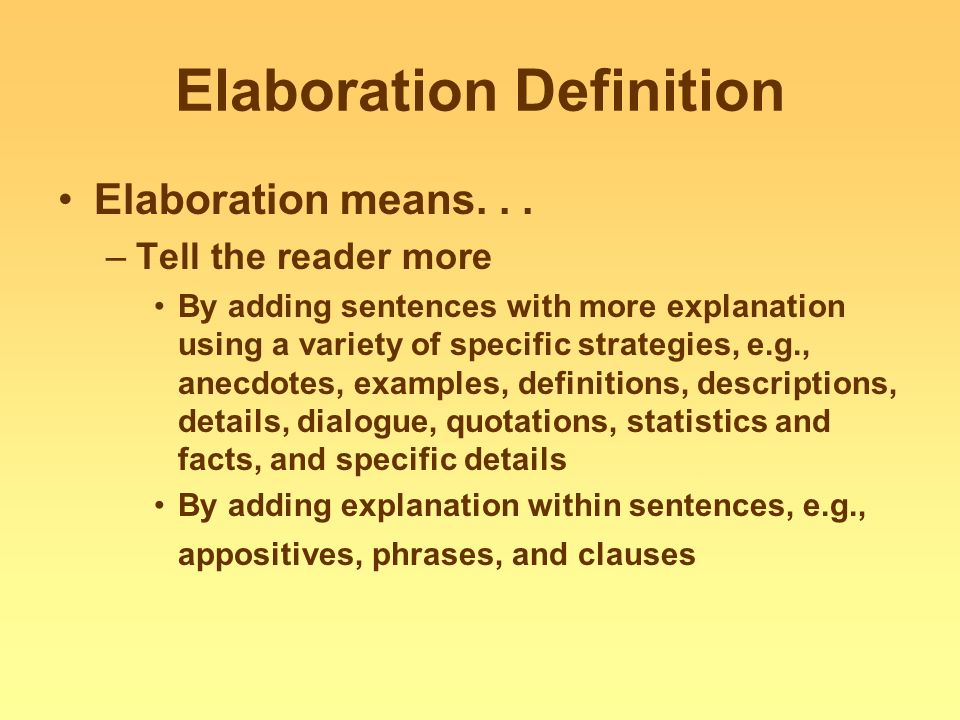 Elaboration Definition
• Elaboration means. . .
– Tell the reader more
• By adding sentences with more explanation
using a variety of specific strategies, e.g.,
anecdotes, examples, definitions, descriptions,
details, dialogue, quotations, statistics and
facts, and specific details
• By adding explanation within sentences, e.g.,
appositives, phrases, and clauses